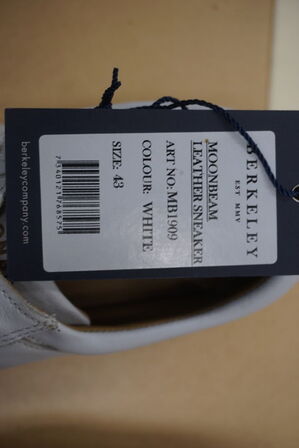 BERKELEY
EST MMV
MOONBEAM
LEATHER SNEAKER
ART NO: MB1909
COLOUR: WHITE
SIZE: 43
berkeleycompany.com